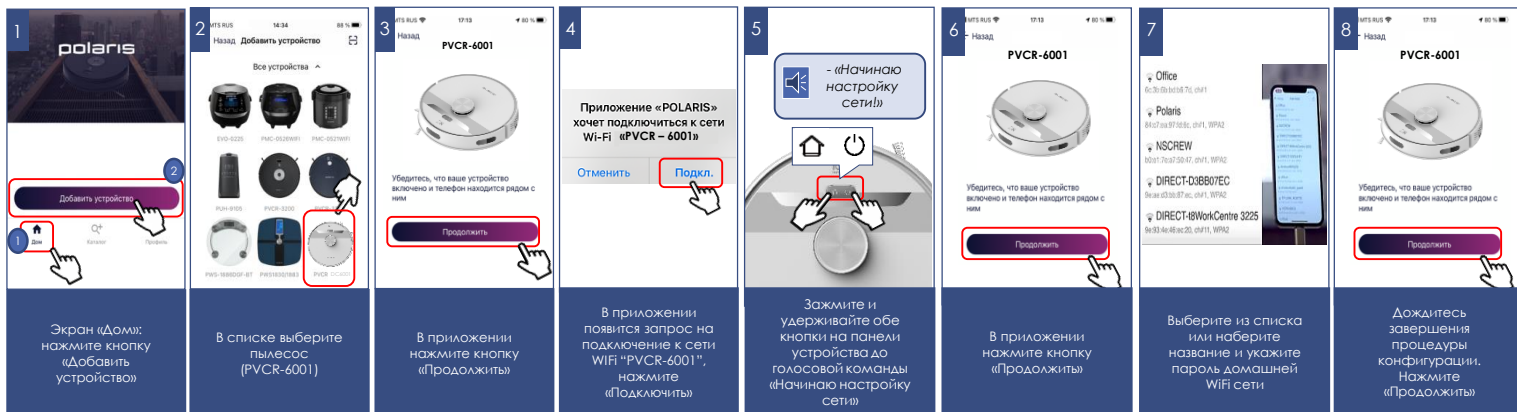 1
polaris
2
Добавить устройство
1
Дом
Каталог
Профиль
Экран «Дом»:
нажмите кнопку
«Добавить
устройство»
2
MTS RUS 14:34 88 %
Назад Добавить устройство
Все устройства
EVO-0225 PMC-0526WIFI PMC-0521WIFI
PUH-9105 PVCR-3200
PWS-1886DGF-BT PWS1830/1883 PVCR
В списке выберите
пылесос
(PVCR-6001)
3
MTS RUS 17:13 80 %
Назад
PVCR-6001
Убедитесь, что ваше устройство
включено и телефон находится рядом с
ним
Продолжить
В приложении
нажмите кнопку
«Продолжить»
4
Приложение «POLARIS»
хочет подключиться к сети
Wi-Fi «PVCR – 6001»
Отменить Подкл.
В приложении
появится запрос на
подключение к сети
WIFi “PVCR-6001”,
нажмите
«Подключить»
5
- «Начинаю
настройку
сети!»
Зажмите и
удерживайте обе
кнопки на панели
устройства до
голосовой команды
«Начинаю настройку
сети»
6
MTS RUS 17:13 80 %
Назад
PVCR-6001
Убедитесь, что ваше устройство
включено и телефон находится рядом с
ним
Продолжить
В приложении
нажмите кнопку
«Продолжить»
7
Office
Polaris
NSCREW
DIRECT-D3BB07EC
DIRECT-t8WorkCentre 3225
Выберите из списка
или наберите
название и укажите
пароль домашней
WiFi сети
8
MTS RUS 17:13 80 %
Назад
PVCR-6001
Убедитесь, что ваше устройство
включено и телефон находится рядом с
ним
Продолжить
Дождитесь
завершения
процедуры
конфигурации.
Нажмите
«Продолжить»